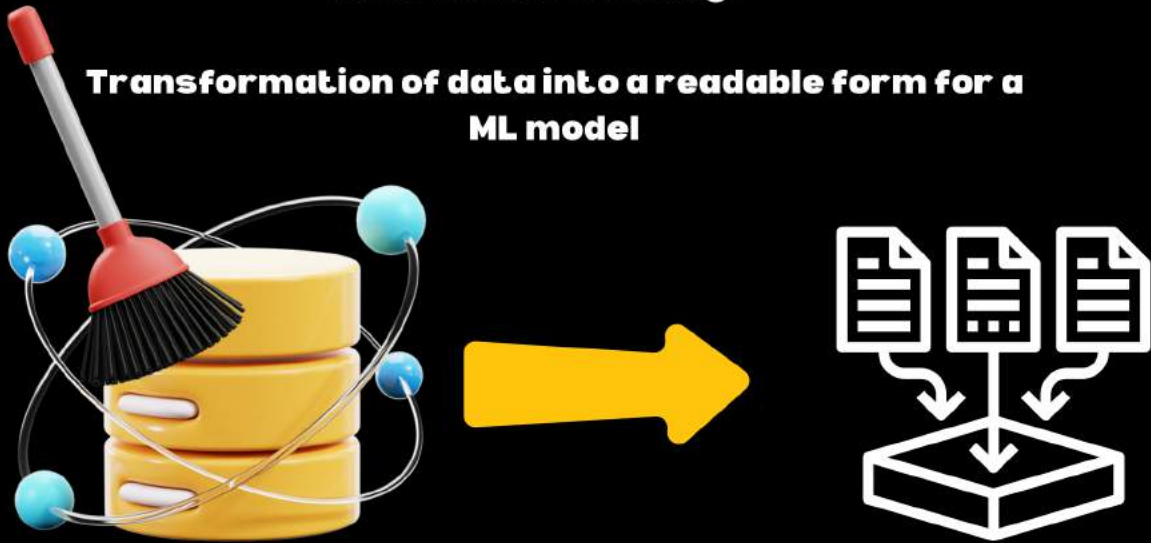 Transformation of data into a readable form for a
ML model